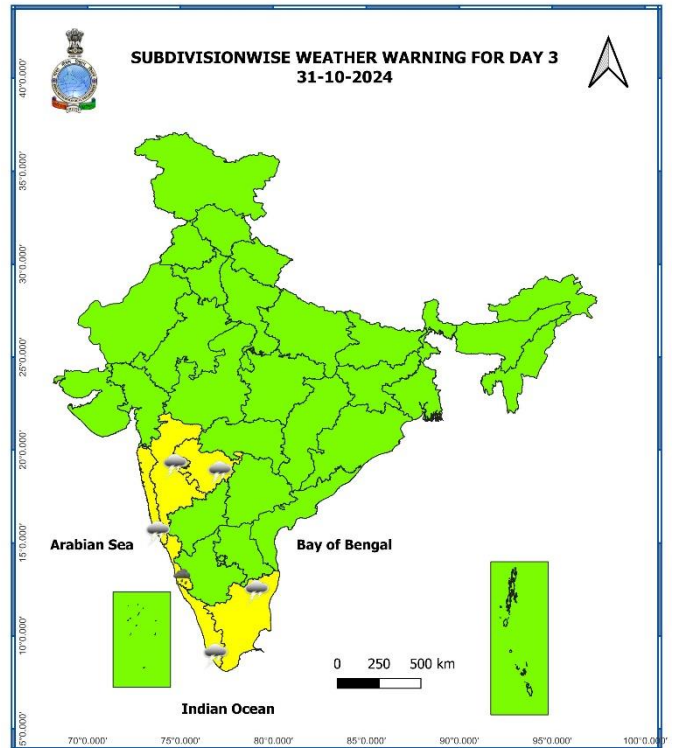 SUBDIVISIONWISE WEATHER WARNING FOR DAY 3
31-10-2024
40°0.000'
35°0.000'
30°0.000'
25°0.000'
20°0.000'
15°0.000'
10°0.000'
5°0.000'
Arabian Sea
Bay of Bengal
0 250 500 km
Indian Ocean
70°0.000' 75°0.000' 80°0.000' 85°0.000' 90°0.000' 95°0.000' 100°0.000'